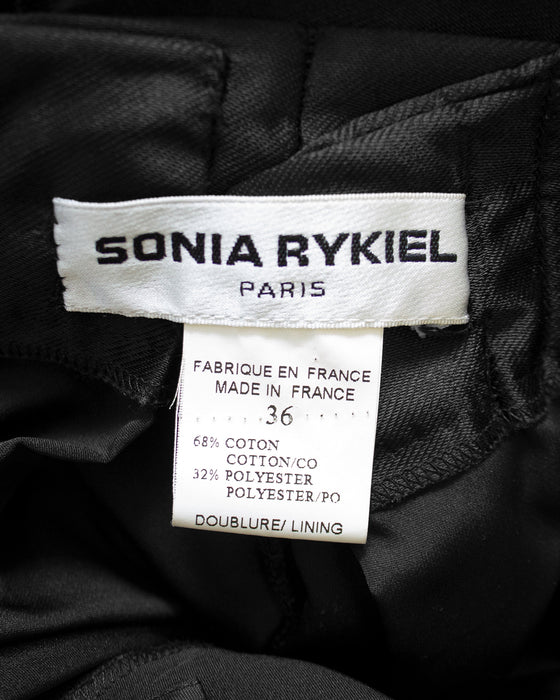 SONIA RYKIEL
PARIS
FABRIQUE EN FRANCE
MADE IN FRANCE
36
68% COTON
COTTON/CO
32% POLYESTER
POLYESTER/PO
DOUBLURE/ LINING